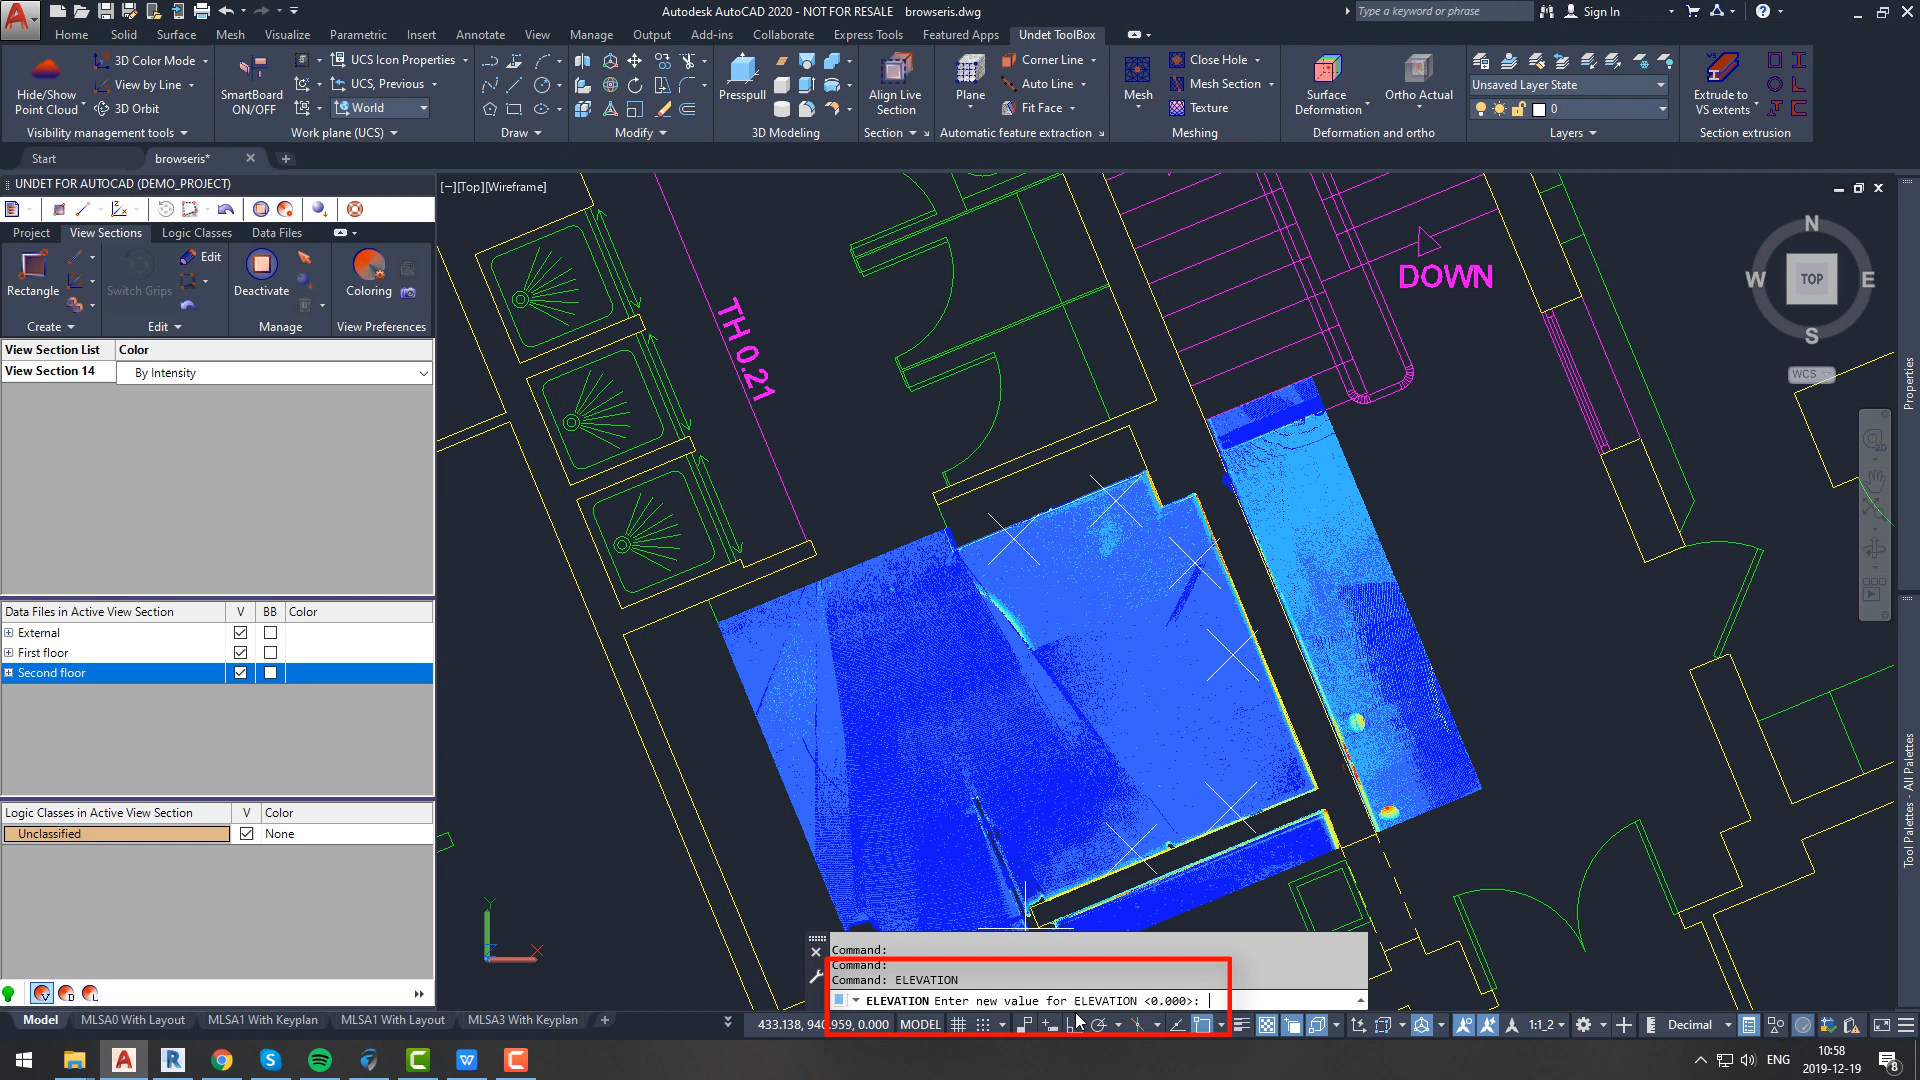 Autodesk AutoCAD 2020 - NOT FOR RESALE browseris.dwg
Type a keyword or phrase
Sign In
Home Solid Surface Mesh Visualize Parametric Insert Annotate View Manage Output Add-ins Collaborate Express Tools Featured Apps Undet ToolBox
3D Color Mode
View by Line
3D Orbit
Hide/Show
Point Cloud
Visibility management tools
SmartBoard
ON/OFF
UCS Icon Properties
UCS, Previous
World
Work plane (UCS)
Draw
Modify
Presspull
3D Modeling
Align Live
Section
Section
Plane
Corner Line
Auto Line
Fit Face
Automatic feature extraction
Mesh
Close Hole
Mesh Section
Texture
Meshing
Surface
Deformation
Ortho Actual
Deformation and ortho
Unsaved Layer State
0
Layers
Extrude to
VS extents
Section extrusion
Start
browseris*
UNDET FOR AUTOCAD (DEMO_PROJECT)
Project View Sections Logic Classes Data Files
Rectangle
Create
Switch Grips
Edit
Edit
Deactivate
Manage
Coloring
View Preferences
View Section List Color
View Section 14 By Intensity
Data Files in Active View Section V BB Color
External
First floor
Second floor
Logic Classes in Active View Section V Color
Unclassified None
[−][Top][Wireframe]
TH 0.21
DOWN
N
W TOP E
S
WCS
Properties
Tool Palettes - All Palettes
Y
X
Command:
Command:
Command: ELEVATION
ELEVATION Enter new value for ELEVATION <0.000>:
Model MLSA0 With Layout MLSA1 With Keyplan MLSA1 With Layout MLSA3 With Keyplan
MODEL
1:1_2
Decimal
ENG
10:58
2019-12-19
8